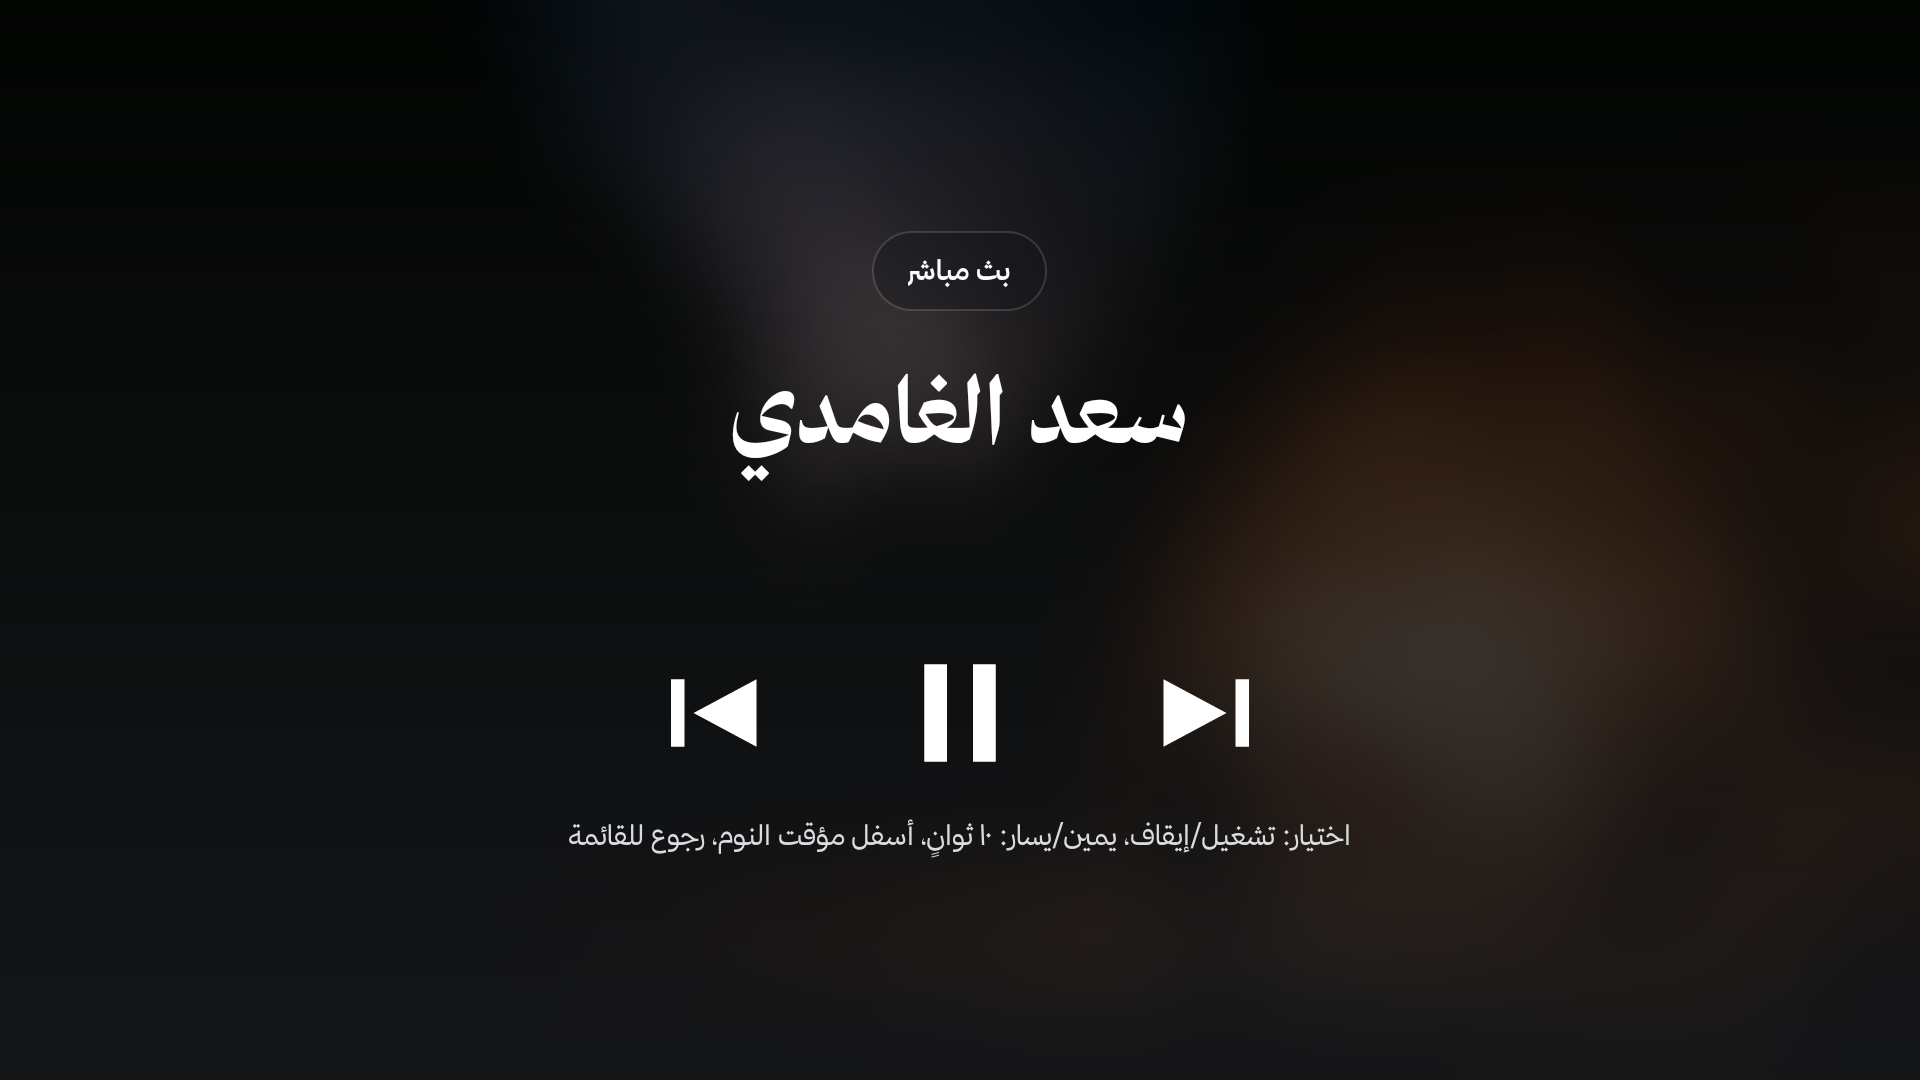 بث مباشر
سعد الغامدي
اختيار: تشغيل/إيقاف، يمين/يسار: ١٠ ثوانٍ، أسفل مؤقت النوم، رجوع للقائمة